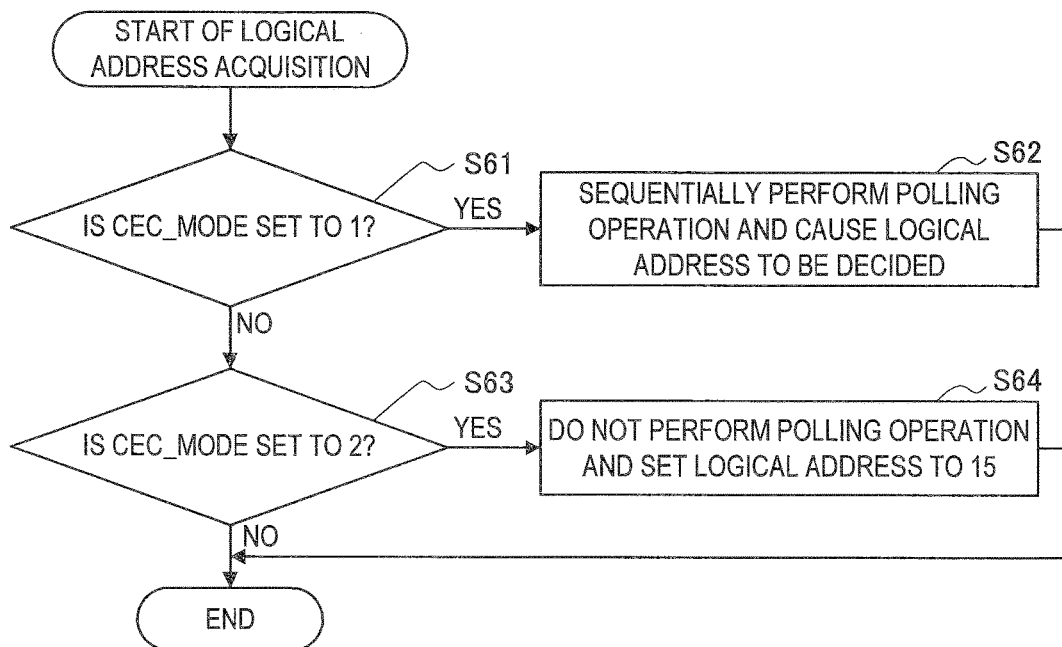 START OF LOGICAL
ADDRESS ACQUISITION
S61
IS CEC_MODE SET TO 1?
YES
S62
SEQUENTIALLY PERFORM POLLING
OPERATION AND CAUSE LOGICAL
ADDRESS TO BE DECIDED
NO
S63
IS CEC_MODE SET TO 2?
YES
S64
DO NOT PERFORM POLLING OPERATION
AND SET LOGICAL ADDRESS TO 15
NO
END